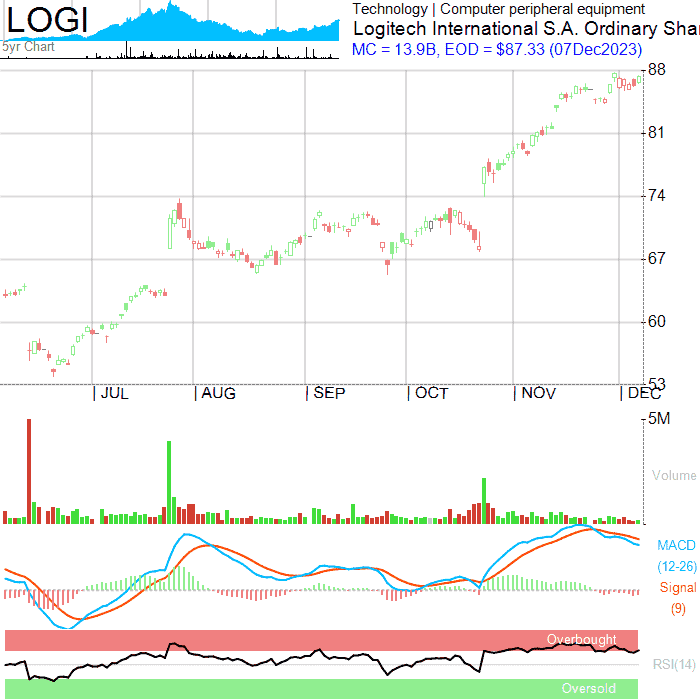 LOGI
5yr Chart
Technology | Computer peripheral equipment
Logitech International S.A. Ordinary Shar
MC = 13.9B, EOD = $87.33 (07Dec2023)
88
81
74
67
60
53
JUL
AUG
SEP
OCT
NOV
DEC
5M
Volume
MACD
(12-26)
Signal
(9)
Overbought
RSI(14)
Oversold